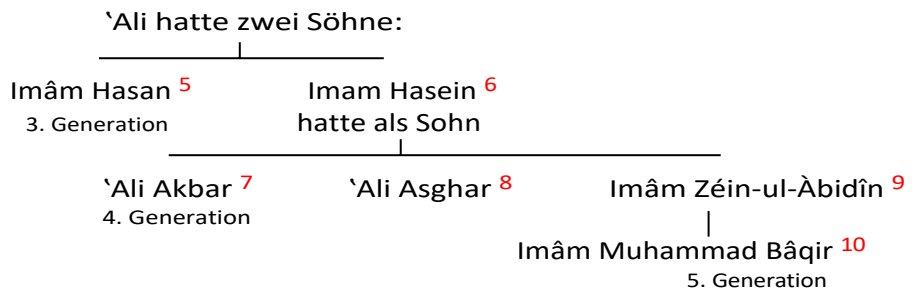 ‛Ali hatte zwei Söhne:
Imâm Hasan 5 Imam Hasein 6
3. Generation hatte als Sohn
‛Ali Akbar 7 ‛Ali Asghar 8 Imâm Zéin-ul-Àbidîn 9
4. Generation
Imâm Muhammad Bâqir 10
5. Generation